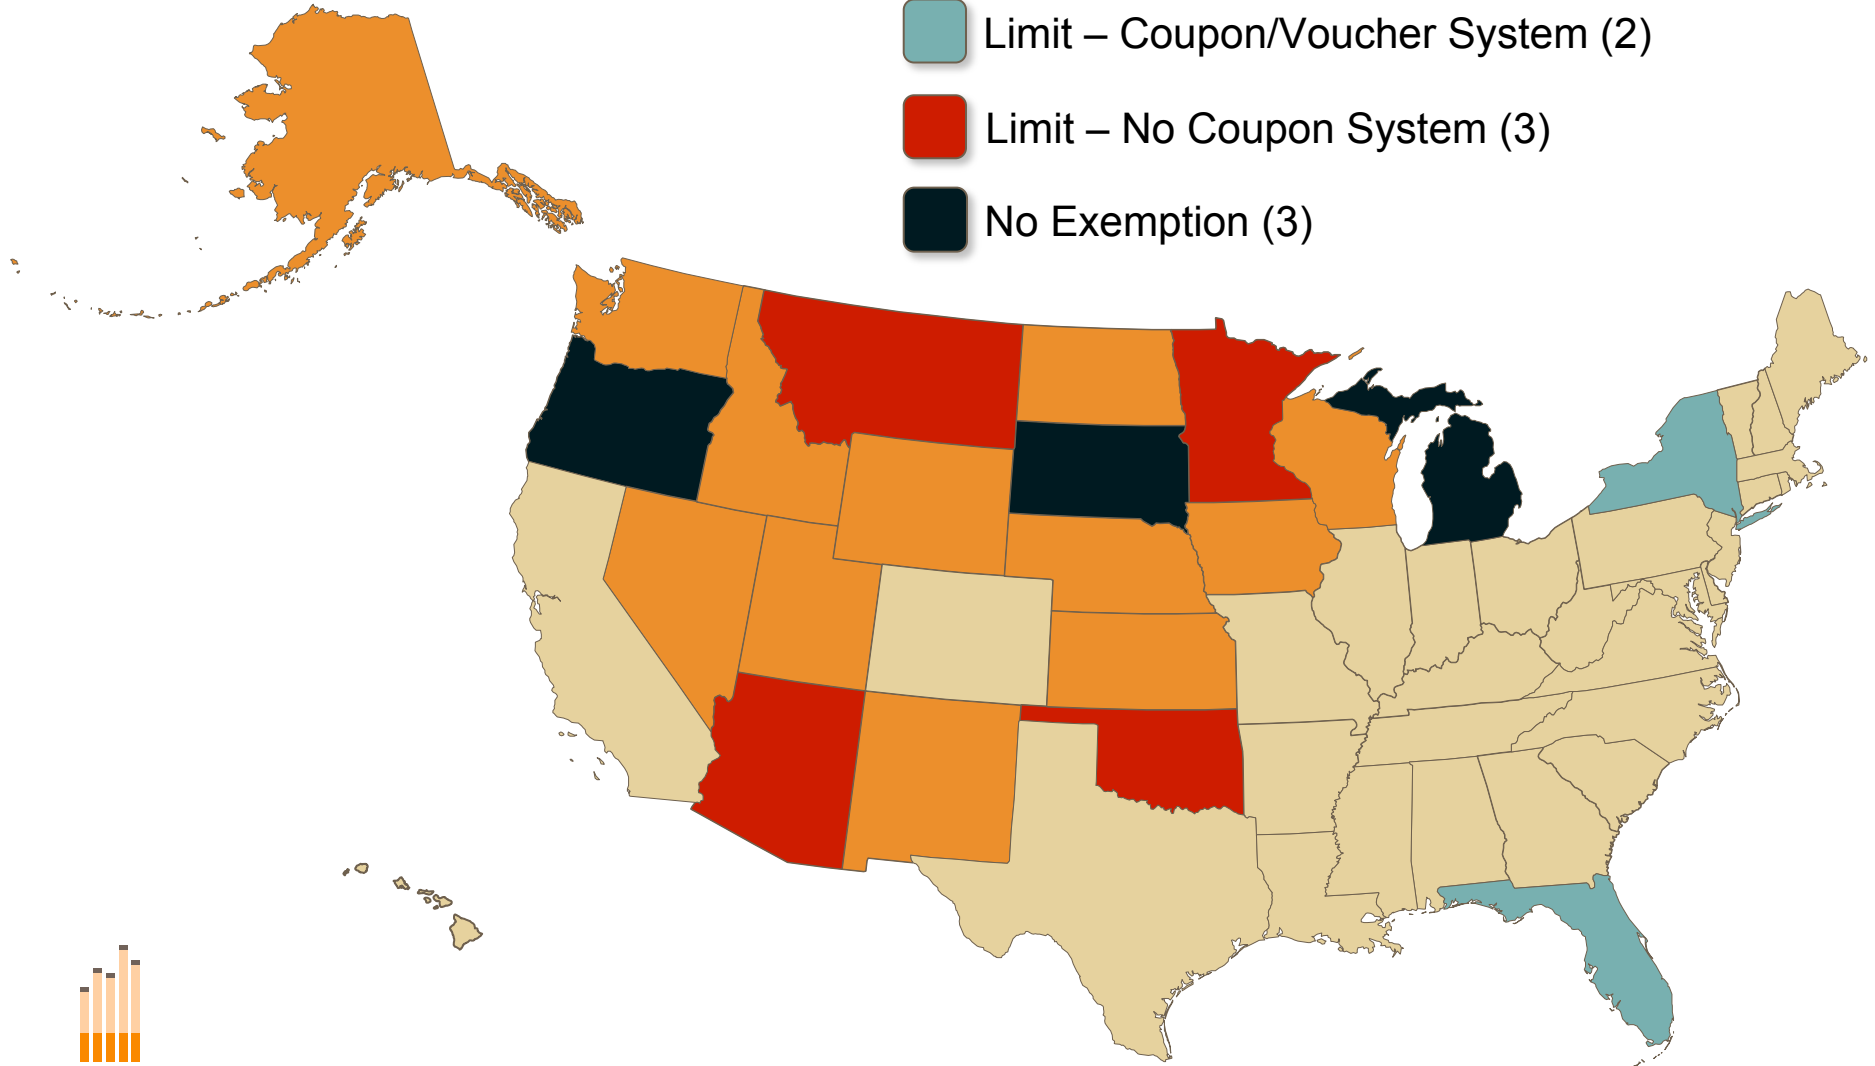 Limit – Coupon/Voucher System (2)
Limit – No Coupon System (3)
No Exemption (3)